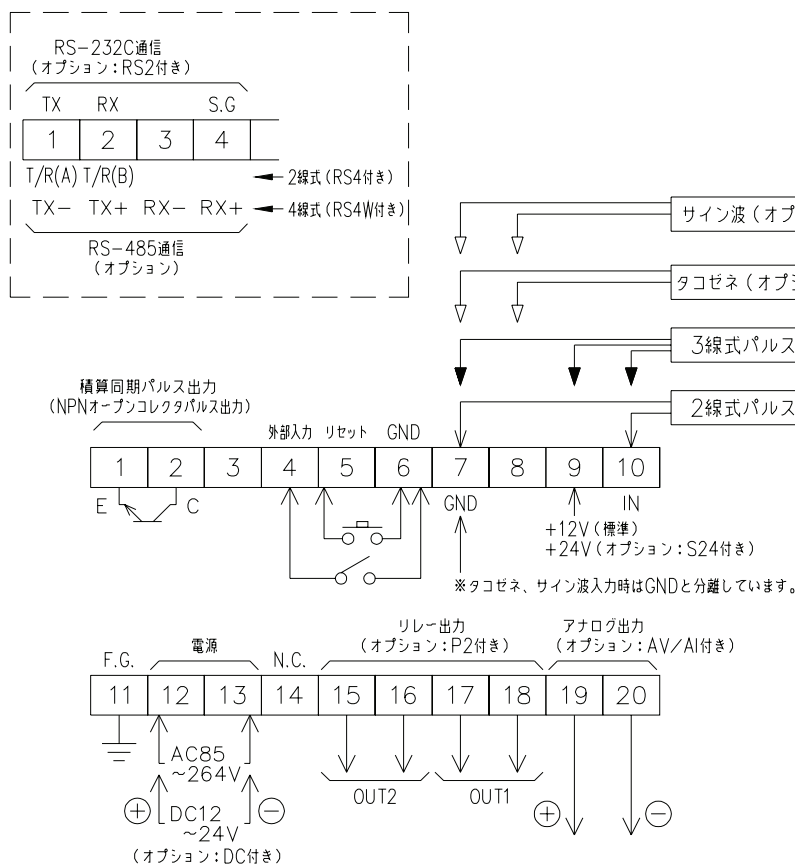 RS-232C通信
(オプション:RS2付き)
TX RX S.G
1 2 3 4
T/R(A) T/R(B) 2線式(RS4付き)
TX- TX+ RX- RX+ 4線式(RS4W付き)
RS-485通信
(オプション)
サイン波(オプ
タコゼネ(オプシ
3線式パルス
2線式パルス
積算同期パルス出力
(NPNオープンコレクタパルス出力)
外部入力 リセット GND
1 2 3 4 5 6 7 8 9 10
E C GND IN
+12V(標準)
+24V(オプション:S24付き)
※タコゼネ、サイン波入力時はGNDと分離しています。
リレー出力 アナログ出力
F.G. 電源 N.C. (オプション:P2付き) (オプション:AV/AI付き)
11 12 13 14 15 16 17 18 19 20
AC85
~264V
OUT2 OUT1
+ DC12 - + -
~24V
(オプション:DC付き)